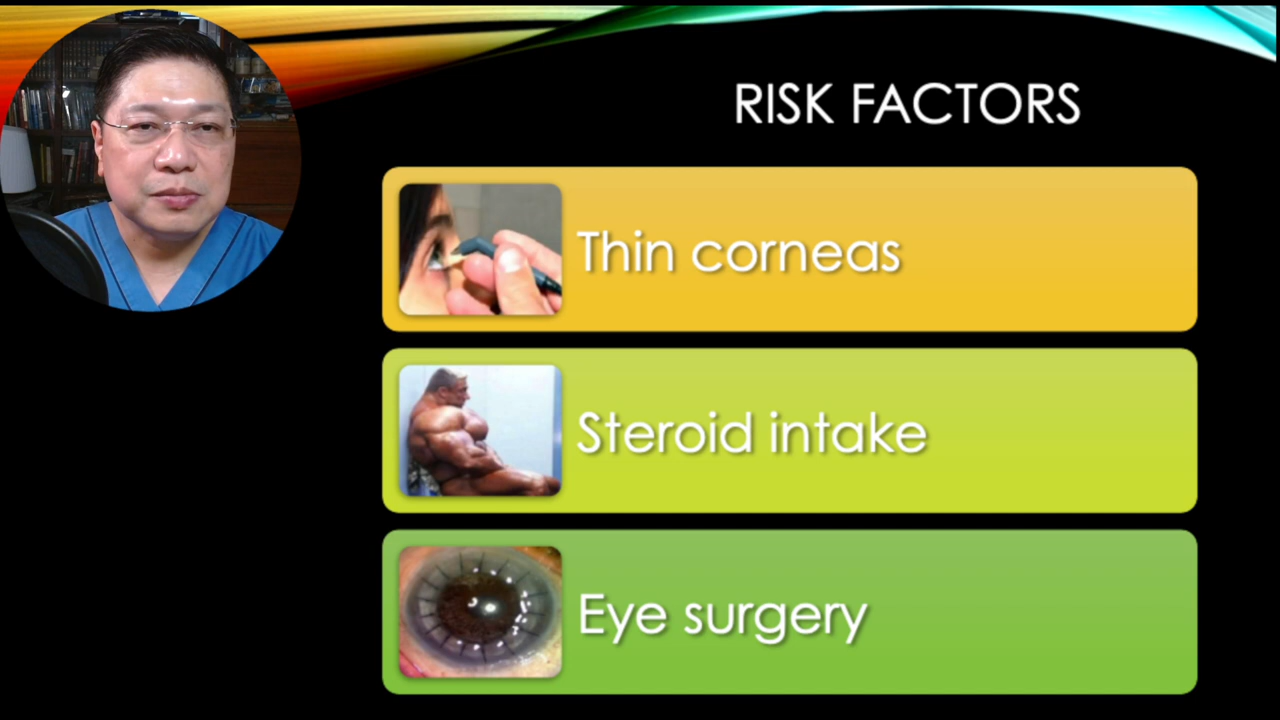 RISK FACTORS
Thin corneas
Steroid intake
Eye surgery